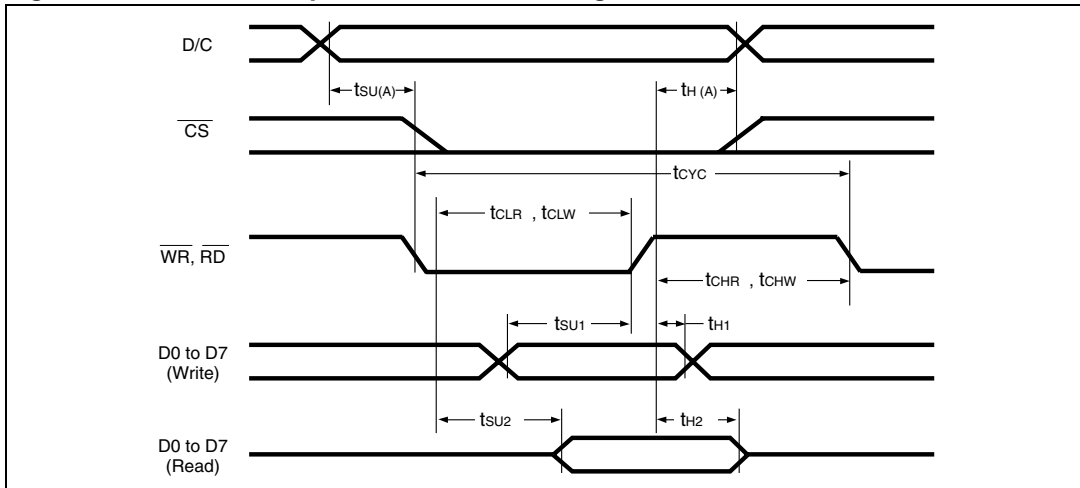 D/C
tSU(A)
tH (A)
CS
tCYC
tCLR , tCLW
WR, RD
tCHR , tCHW
tSU1
tH1
D0 to D7
(Write)
tSU2
tH2
D0 to D7
(Read)